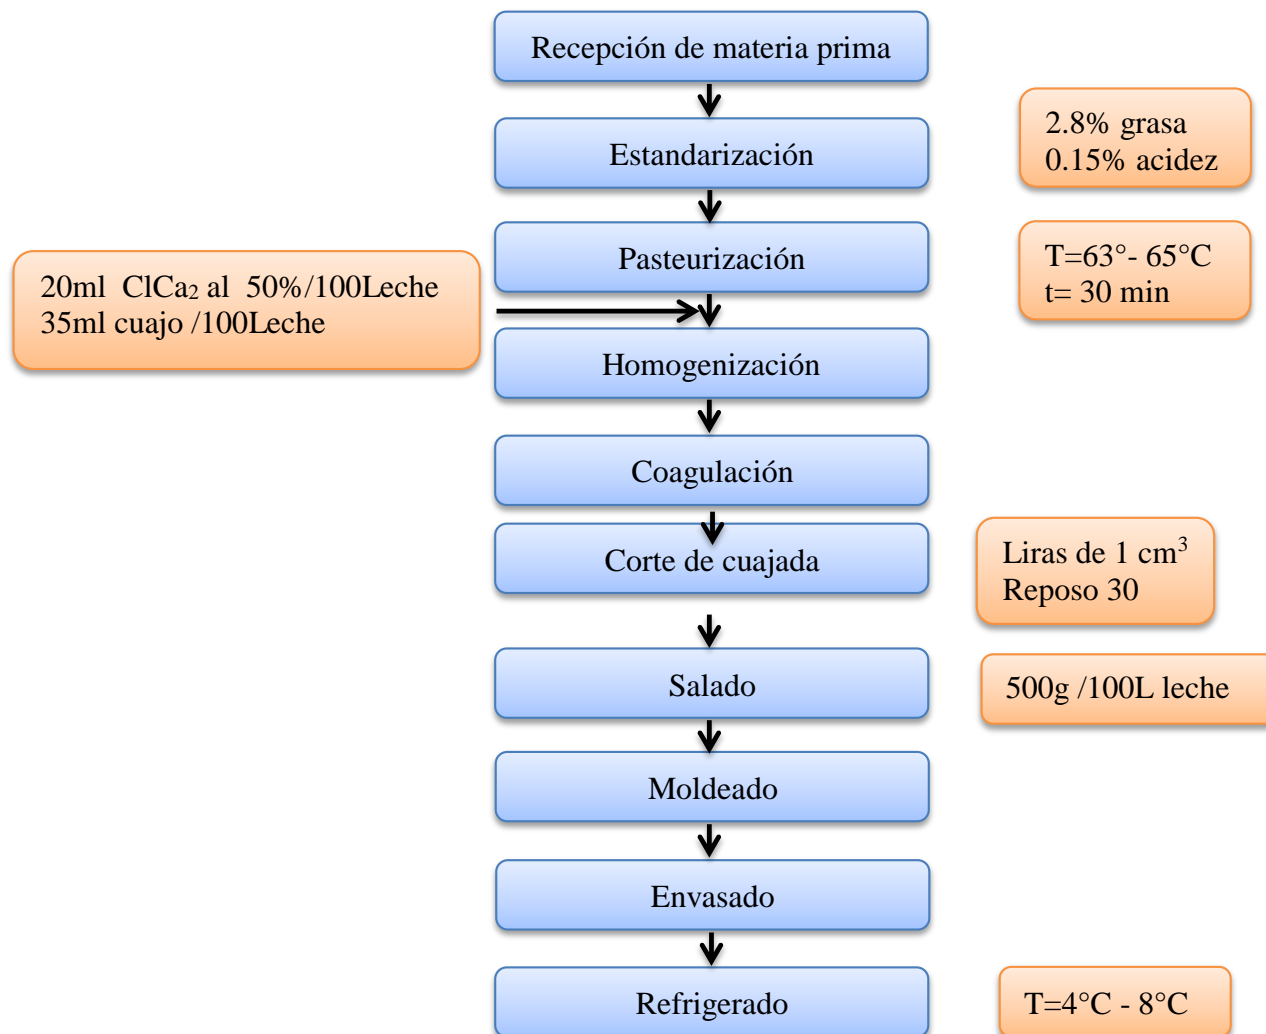 Recepción de materia prima
Estandarización
2.8% grasa
0.15% acidez
Pasteurización
T=63°- 65°C
t= 30 min
20ml  ClCa₂ al  50%/100Leche
35ml cuajo /100Leche
Homogenización
Coagulación
Corte de cuajada
Liras de 1 cm³
Reposo 30
Salado
500g /100L leche
Moldeado
Envasado
Refrigerado
T=4°C - 8°C